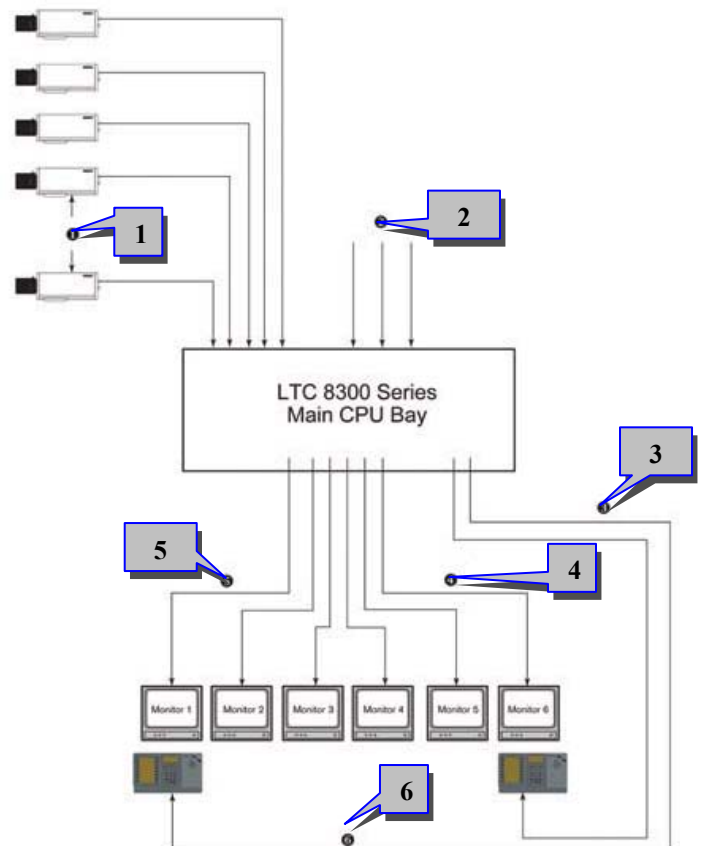 1
2
LTC 8300 Series
Main CPU Bay
3
5
4
Monitor 1
Monitor 2
Monitor 3
Monitor 4
Monitor 5
Monitor 6
6